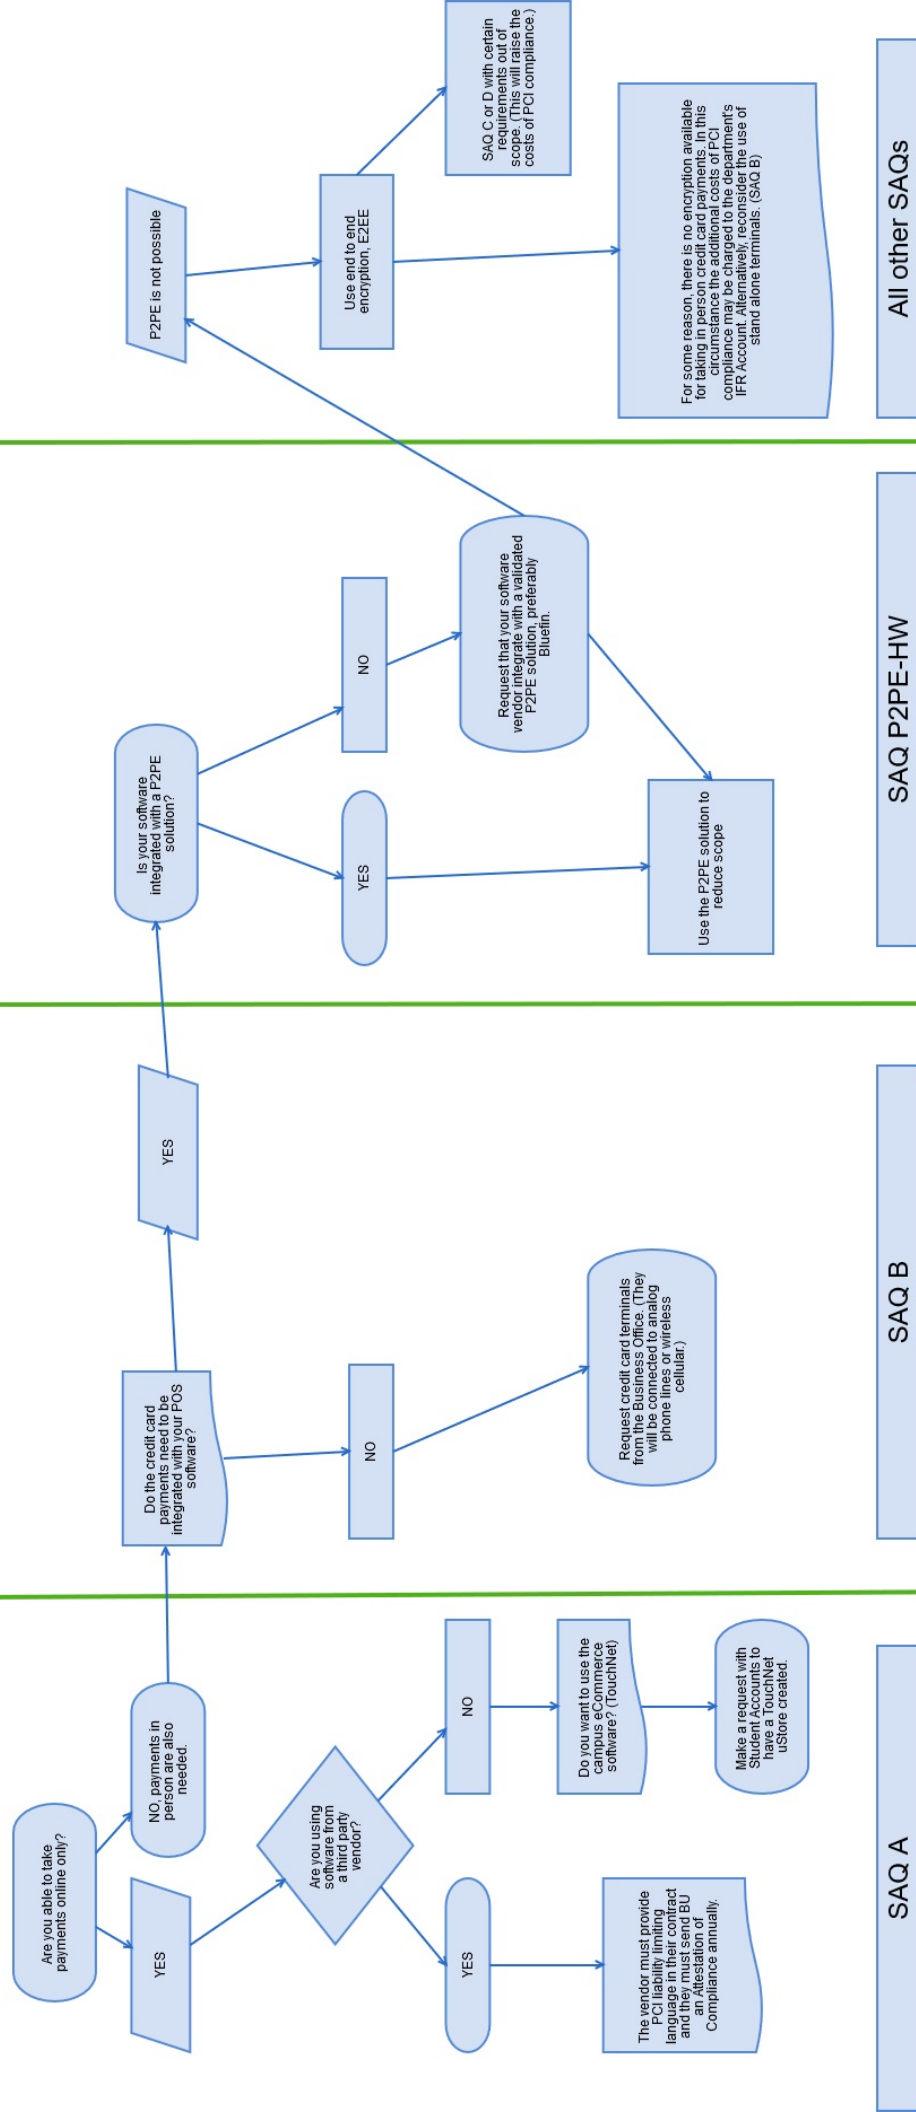 Are you able to take
payments online only?
YES
NO, payments in
person are also
needed.
Are you using
software from
a third party
vendor?
YES
NO
The vendor must provide
PCI liability limiting
language in their contract
and they must send BU
an Attestation of
Compliance annually.
Do you want to use the
campus eCommerce
software? (TouchNet)
Make a request with
Student Accounts to
have a TouchNet
uStore created.
SAQ A
Do the credit card
payments need to be
integrated with your POS
software?
YES
NO
Request credit card terminals
from the Business Office. (They
will be connected to analog
phone lines or wireless
cellular.)
SAQ B
Is your software
integrated with a P2PE
solution?
YES
NO
Request that your software
vendor integrate with a validated
P2PE solution, preferably
Bluefin.
Use the P2PE solution to
reduce scope
SAQ P2PE-HW
P2PE is not possible
Use end to end
encryption, E2EE
SAQ C or D with certain
requirements out of
scope. (This will raise the
costs of PCI compliance.)
For some reason, there is no encryption available
for taking in person credit card payments. In this
circumstance the additional costs of PCI
compliance may be charged to the department's
IFR Account. Alternatively, reconsider the use of
stand alone terminals. (SAQ B)
All other SAQs